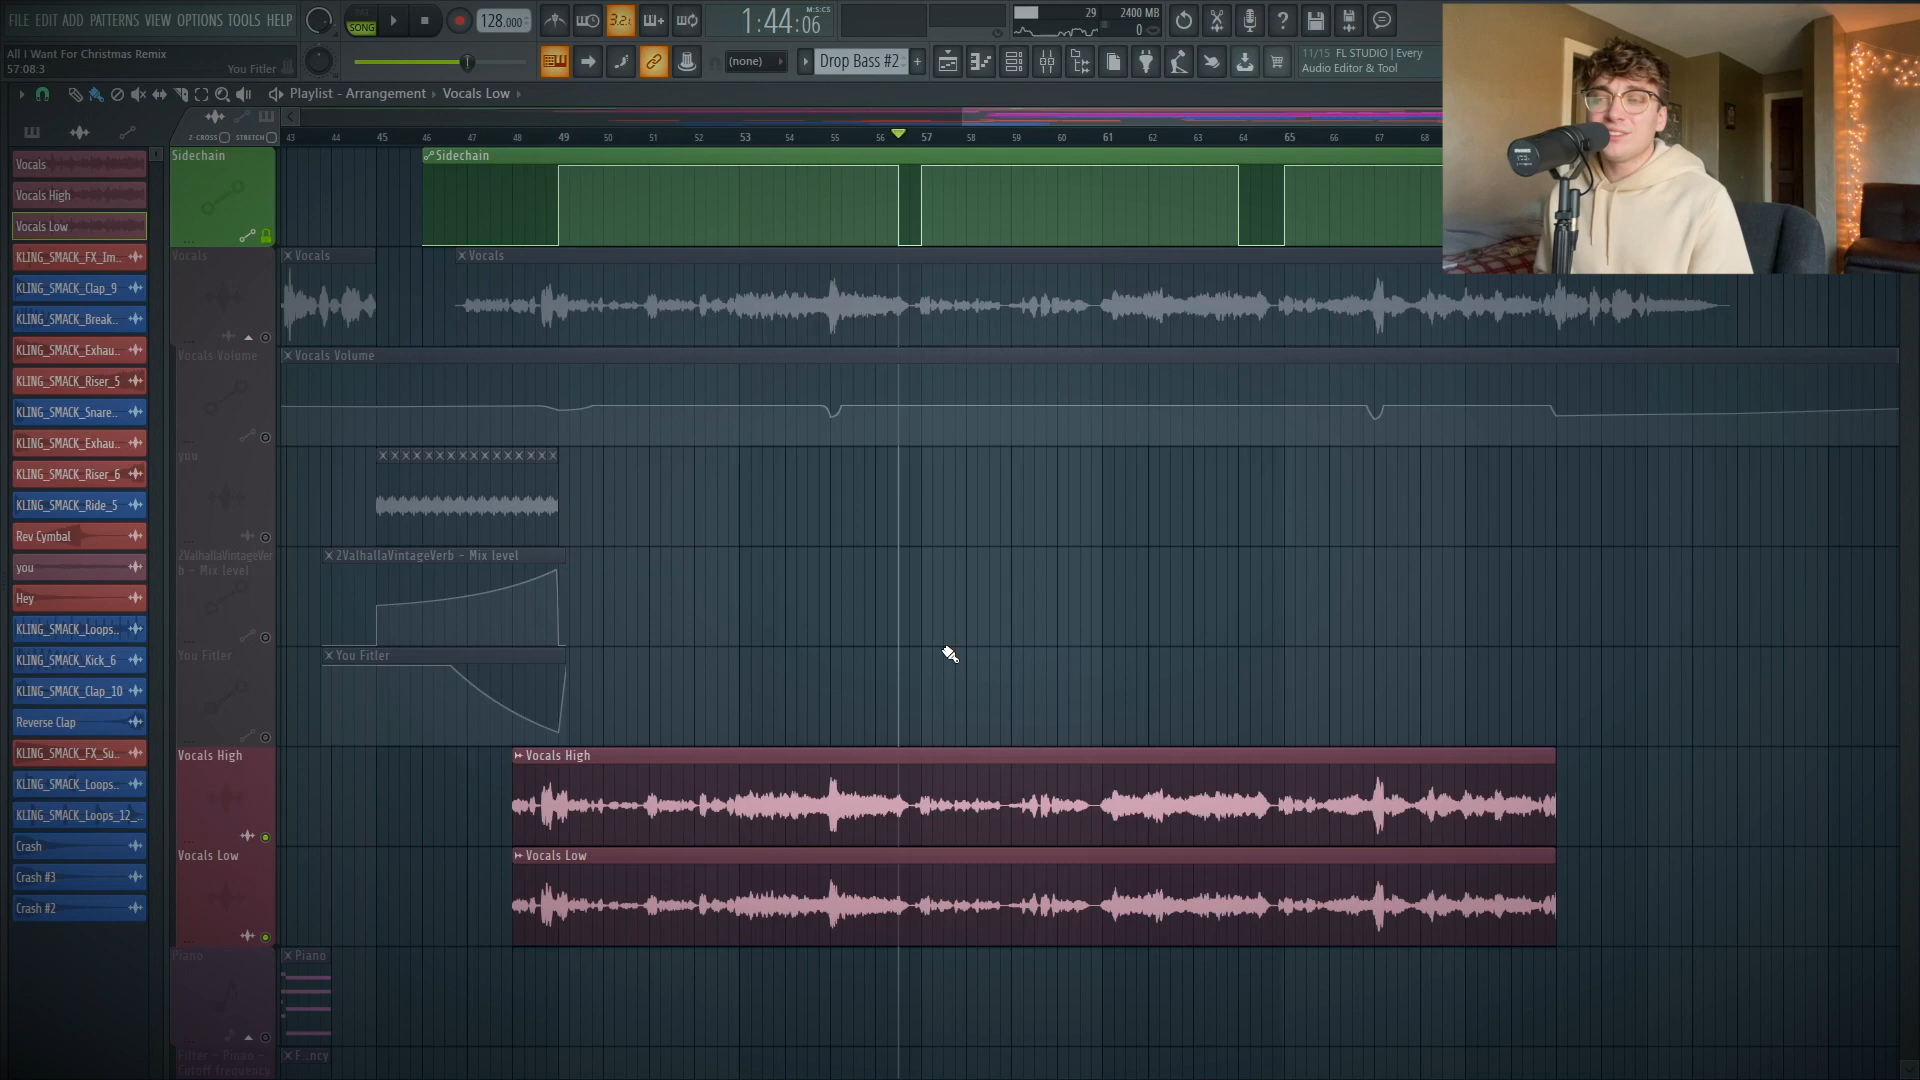 FILE EDIT ADD PATTERNS VIEW OPTIONS TOOLS HELP
SONG
128.000
3.2.
1:44:06
M:S:CS
29
2400 MB
0
All I Want For Christmas Remix
57:08:3
You Fitler
(none)
Drop Bass #2
11/15 FL STUDIO | Every
Audio Editor & Tool
Playlist - Arrangement
Vocals Low
Z-CROSS
STRETCH
43 44 45 46 47 48 49 50 51 52 53 54 55 56 57 58 59 60 61 62 63 64 65 66 67 68
Vocals
Vocals High
Vocals Low
KLING_SMACK_FX_Im..
KLING_SMACK_Clap_9
KLING_SMACK_Break..
KLING_SMACK_Exhau..
KLING_SMACK_Riser_5
KLING_SMACK_Snare..
KLING_SMACK_Exhau..
KLING_SMACK_Riser_6
KLING_SMACK_Ride_5
Rev Cymbal
you
Hey
KLING_SMACK_Loops..
KLING_SMACK_Kick_6
KLING_SMACK_Clap_10
Reverse Clap
KLING_SMACK_FX_Su..
KLING_SMACK_Loops..
KLING_SMACK_Loops_12_..
Crash
Crash #3
Crash #2
Sidechain
Sidechain
Vocals
Vocals
Vocals
Vocals Volume
Vocals Volume
you
2ValhallaVintageVer
b - Mix level
2ValhallaVintageVerb - Mix level
You Fitler
You Fitler
Vocals High
Vocals High
Vocals Low
Vocals Low
Piano
Piano
Filter - Piano -
Cutoff frequency
F..ncy